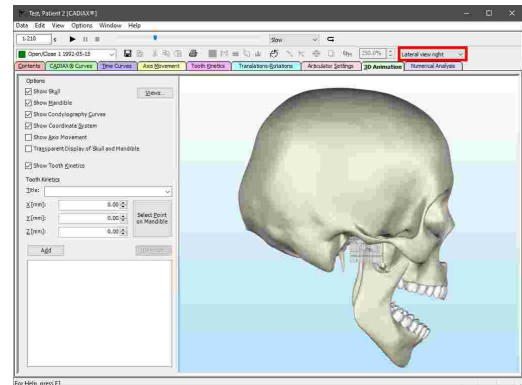 Test, Patient 2 [CADIAX®]
Data Edit View Options Window Help
1-210 s Slow
Open/Close 1 1992-05-15 250.0% Lateral view right
Contents CADIAX® Curves Time Curves Axis Movement Tooth Kinetics Translations-Rotations Articulator Settings 3D Animation Numerical Analysis
Options
Show Skull Views...
Show Mandible
Show Condylography Curves
Show Coordinate System
Show Axis Movement
Transparent Display of Skull and Mandible
Show Tooth Kinetics
Tooth Kinetics
Title:
X [mm]: 0.00
Y [mm]: 0.00 Select Point on Mandible
Z [mm]: 0.00
Add
For Help, press F1